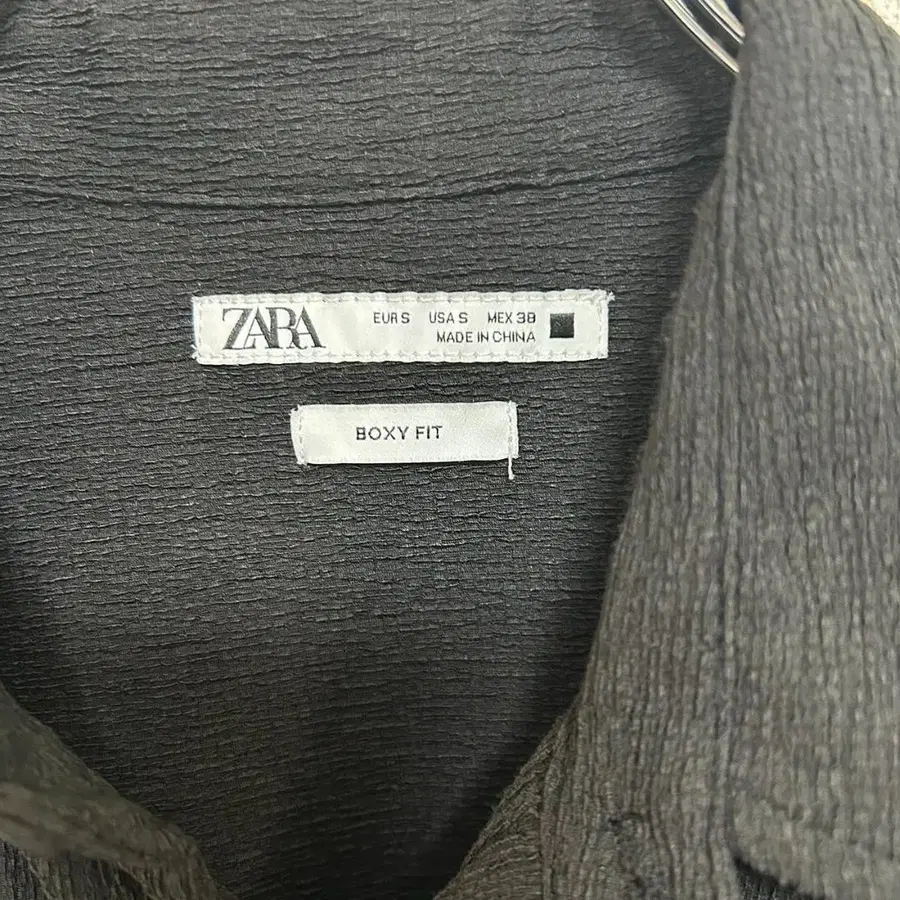 ZARA
EUR S USA S MEX 38
MADE IN CHINA
BOXY FIT